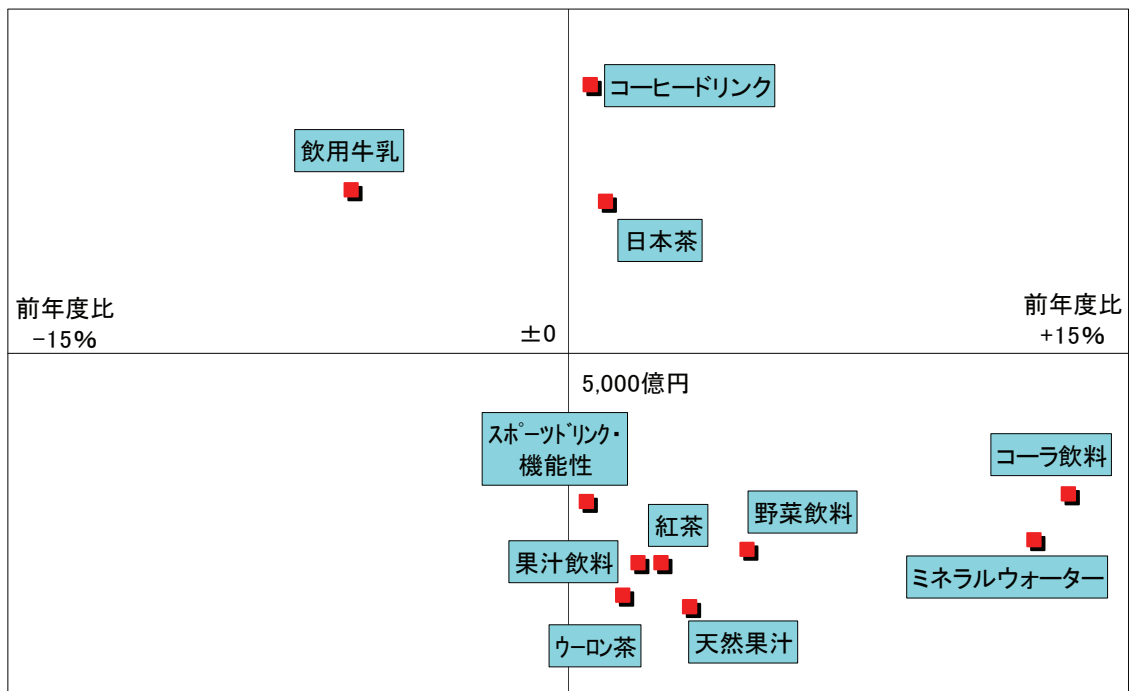 コーヒードリンク
飲用牛乳
日本茶
前年度比
-15%
±0
前年度比
+15%
5,000億円
スポーツドリンク・
機能性
コーラ飲料
野菜飲料
紅茶
果汁飲料
ミネラルウォーター
ウーロン茶
天然果汁